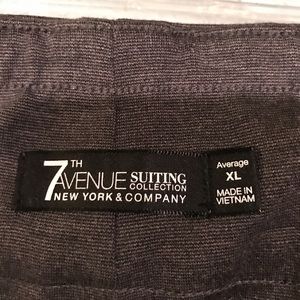 7TH
AVENUE SUITING
COLLECTION
NEW YORK & COMPANY
Average
XL
MADE IN
VIETNAM